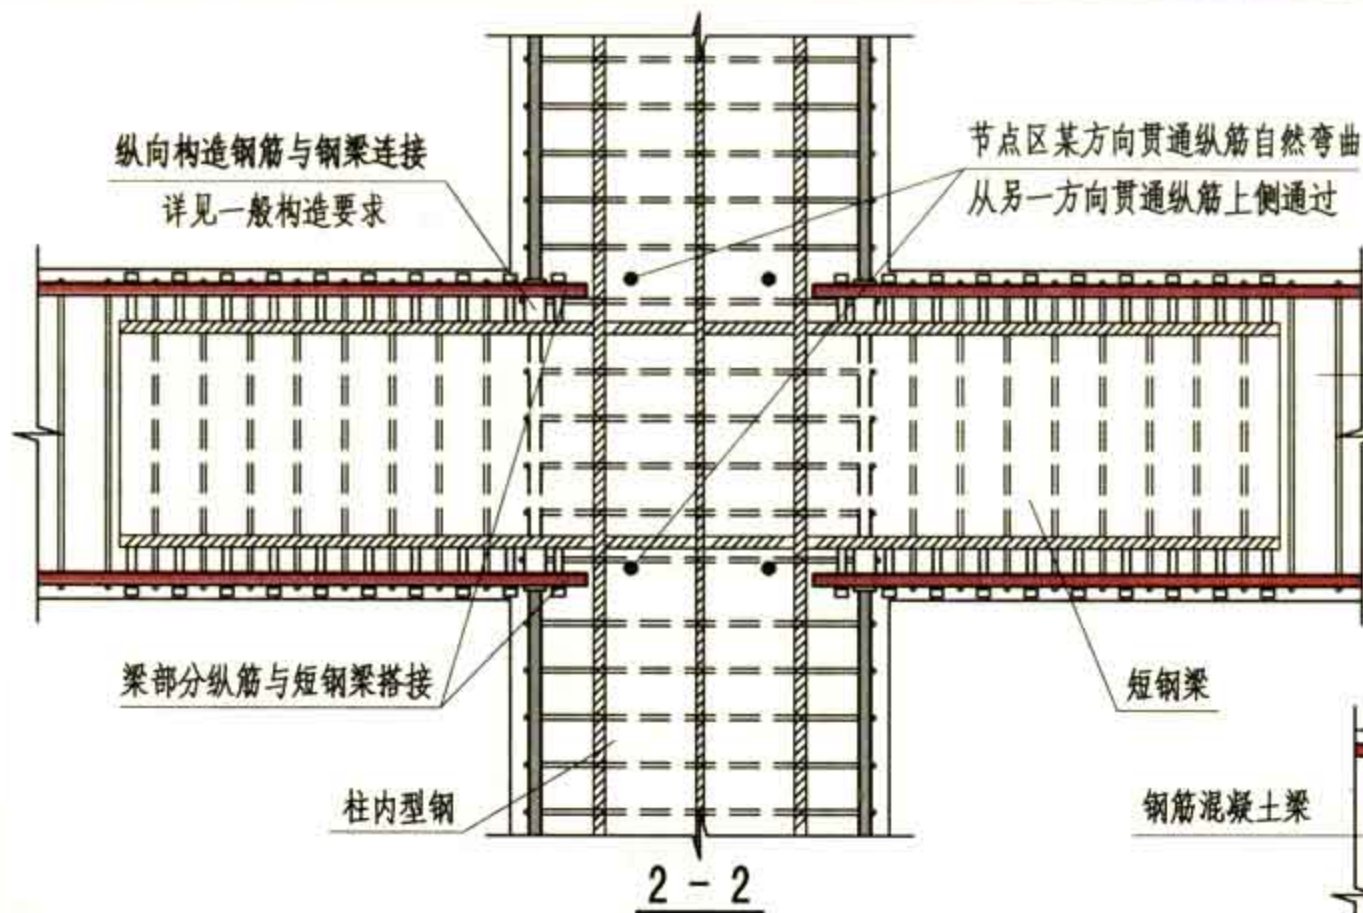 纵向构造钢筋与钢梁连接
详见一般构造要求
节点区某方向贯通纵筋自然弯曲
从另一方向贯通纵筋上侧通过
梁部分纵筋与短钢梁搭接
短钢梁
柱内型钢
钢筋混凝土梁
2 - 2